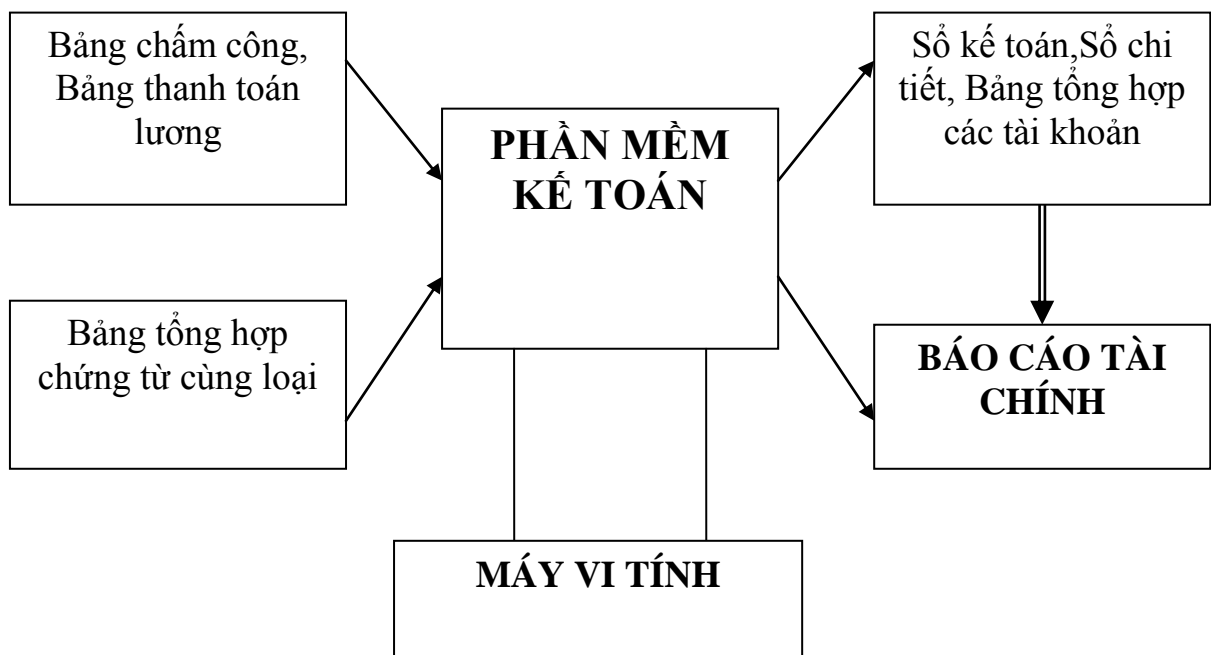 Bảng chấm công,
Bảng thanh toán
lương
Sổ kế toán,Sổ chi
tiết, Bảng tổng hợp
các tài khoản
PHẦN MỀM
KẾ TOÁN
Bảng tổng hợp
chứng từ cùng loại
BÁO CÁO TÀI
CHÍNH
MÁY VI TÍNH